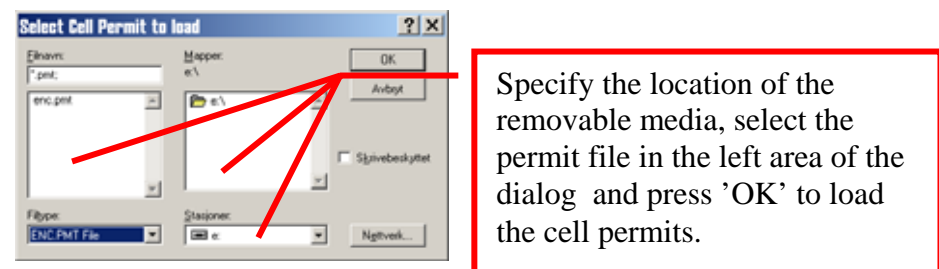 Select Cell Permit to load
Filnavn:
*.pmt;
enc.pmt
Mapper:
e:\
e:\
OK
Avbryt
Skrivebeskyttet
Filtype:
ENC.PMT File
Stasjoner:
e:
Nettverk...
Specify the location of the
removable media, select the
permit file in the left area of the
dialog and press ’OK’ to load
the cell permits.